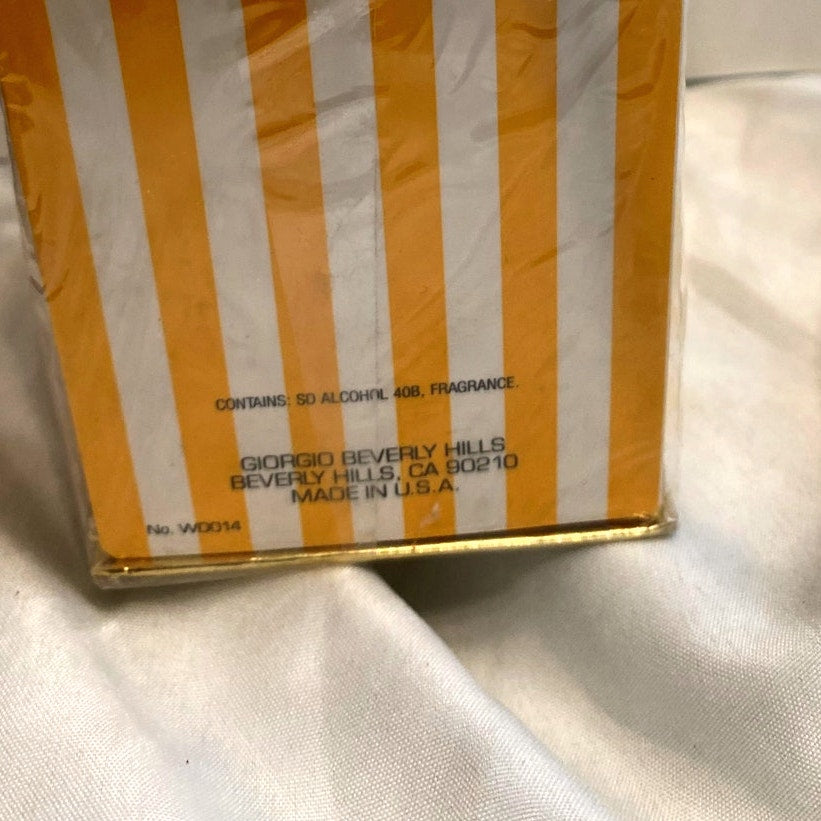 CONTAINS: SD ALCOHOL 40B, FRAGRANCE.
GIORGIO BEVERLY HILLS
BEVERLY HILLS, CA 90210
MADE IN U.S.A.
No. WD014